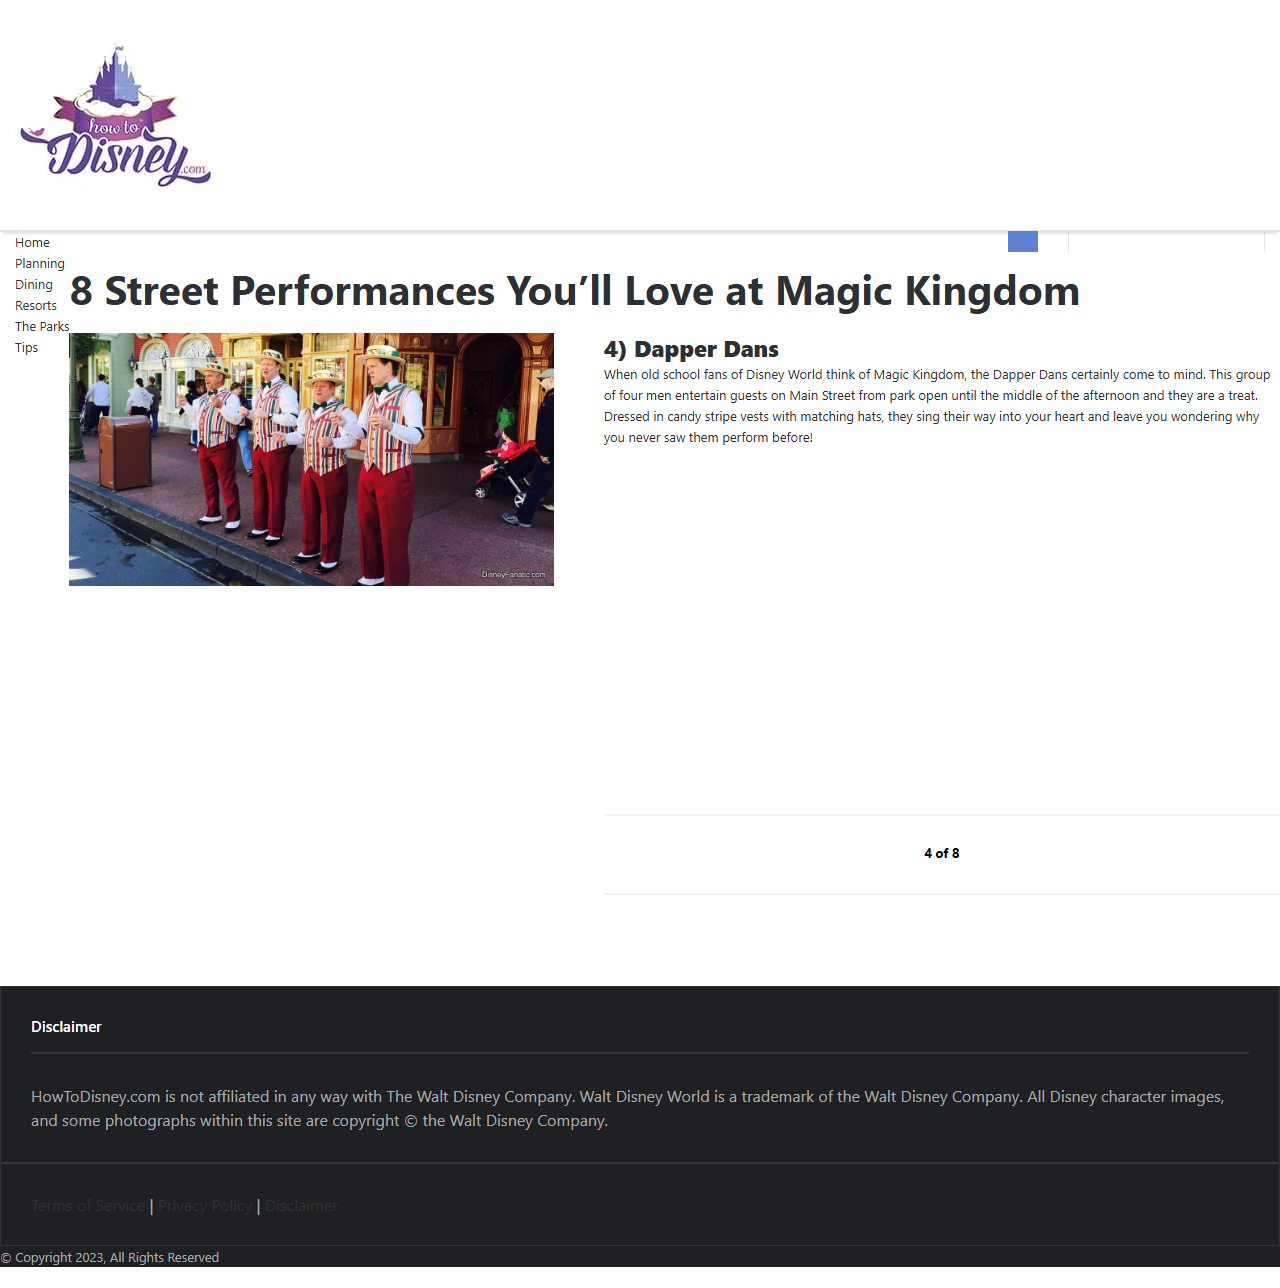 how to
Disney.com
Home
Planning
Dining
Resorts
The Parks
Tips
8 Street Performances You’ll Love at Magic Kingdom
DisneyFanatic.com
4) Dapper Dans
When old school fans of Disney World think of Magic Kingdom, the Dapper Dans certainly come to mind. This group
of four men entertain guests on Main Street from park open until the middle of the afternoon and they are a treat.
Dressed in candy stripe vests with matching hats, they sing their way into your heart and leave you wondering why
you never saw them perform before!
4 of 8
Disclaimer
HowToDisney.com is not affiliated in any way with The Walt Disney Company. Walt Disney World is a trademark of the Walt Disney Company. All Disney character images,
and some photographs within this site are copyright © the Walt Disney Company.
Terms of Service | Privacy Policy | Disclaimer
© Copyright 2023, All Rights Reserved